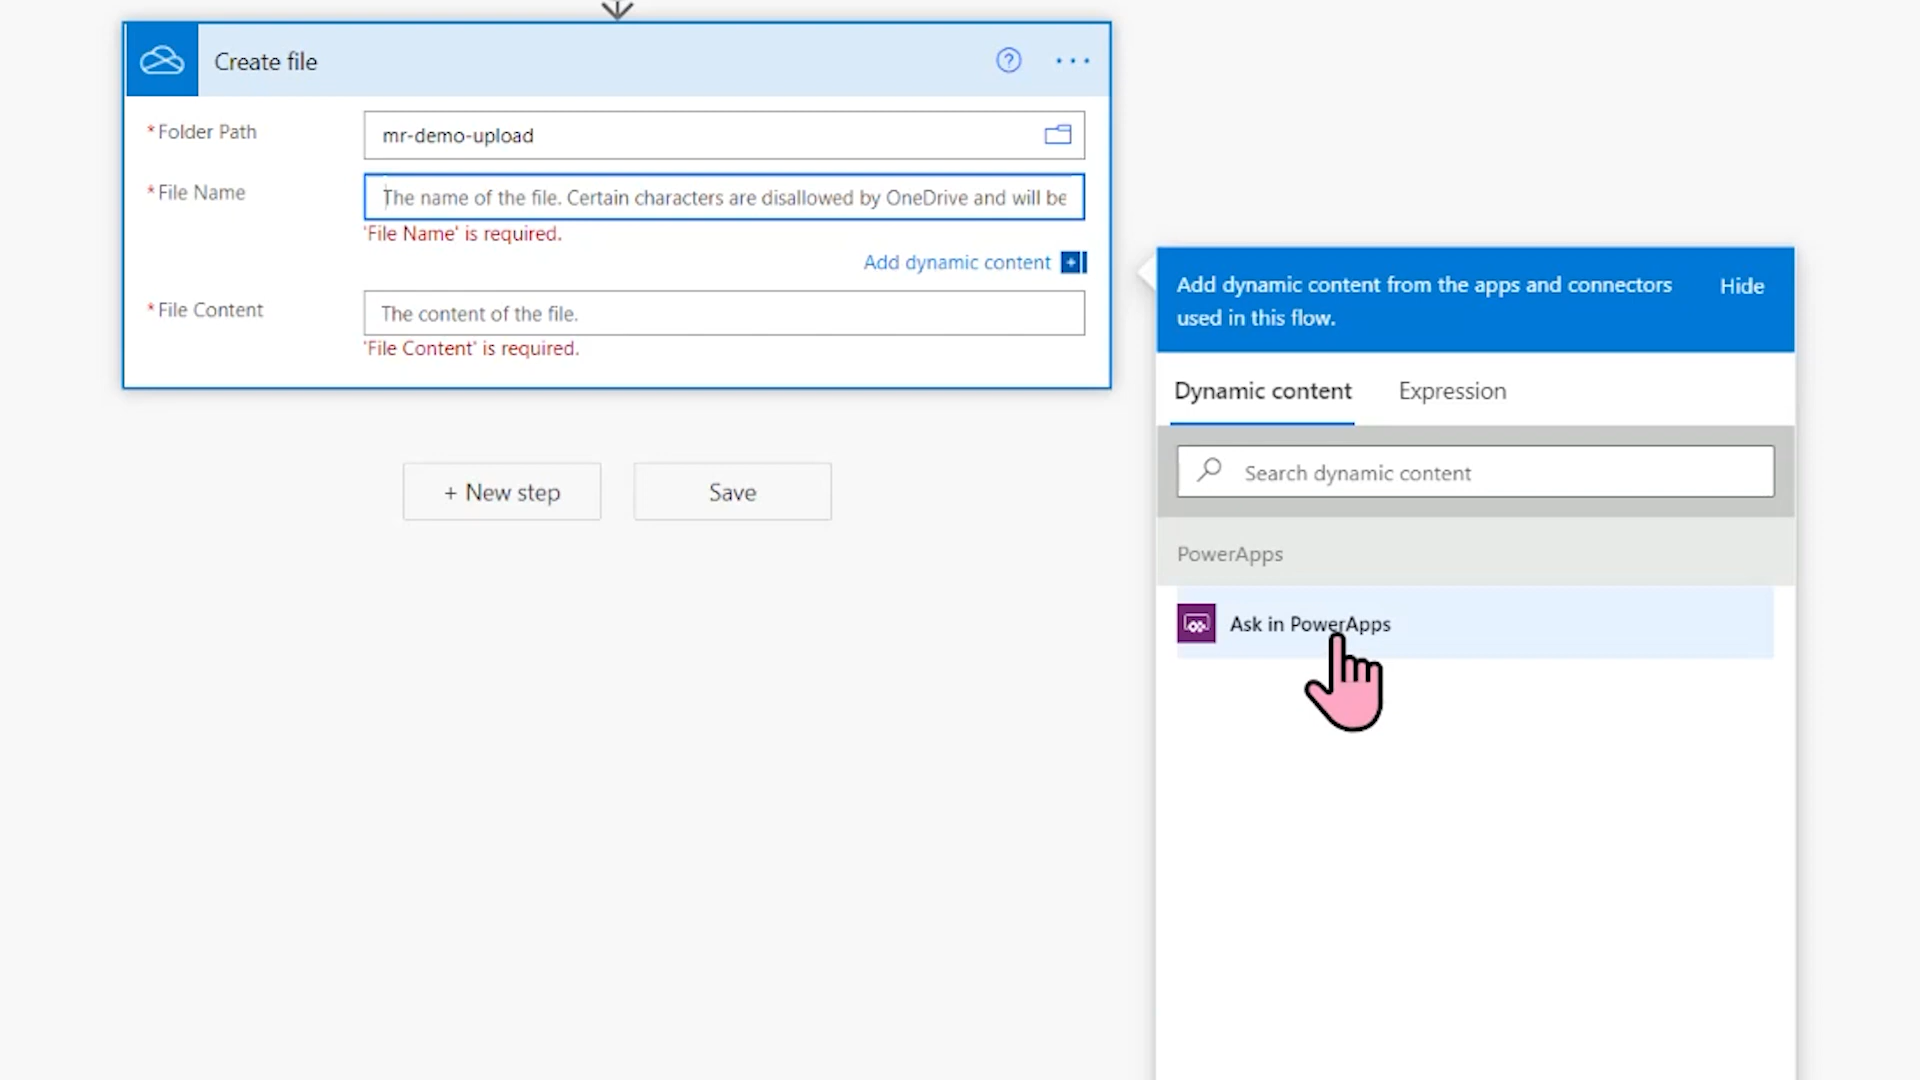 Create file
?
...
*Folder Path
mr-demo-upload
*File Name
The name of the file. Certain characters are disallowed by OneDrive and will be
'File Name' is required.
Add dynamic content +
*File Content
The content of the file.
'File Content' is required.
+ New step
Save
Add dynamic content from the apps and connectors
used in this flow.
Hide
Dynamic content
Expression
Search dynamic content
PowerApps
Ask in PowerApps